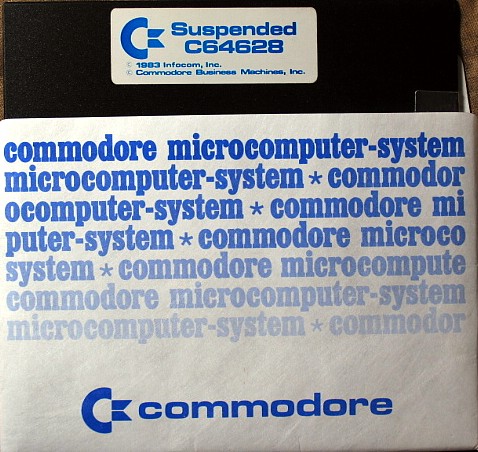 Suspended
C64628
© 1983 Infocom, Inc.
© Commodore Business Machines, Inc.
commodore microcomputer-system
microcomputer-system * commodor
ocomputer-system * commodore mi
puter-system * commodore microco
system * commodore microcompute
commodore microcomputer-system
microcomputer-system * commodor
commodore